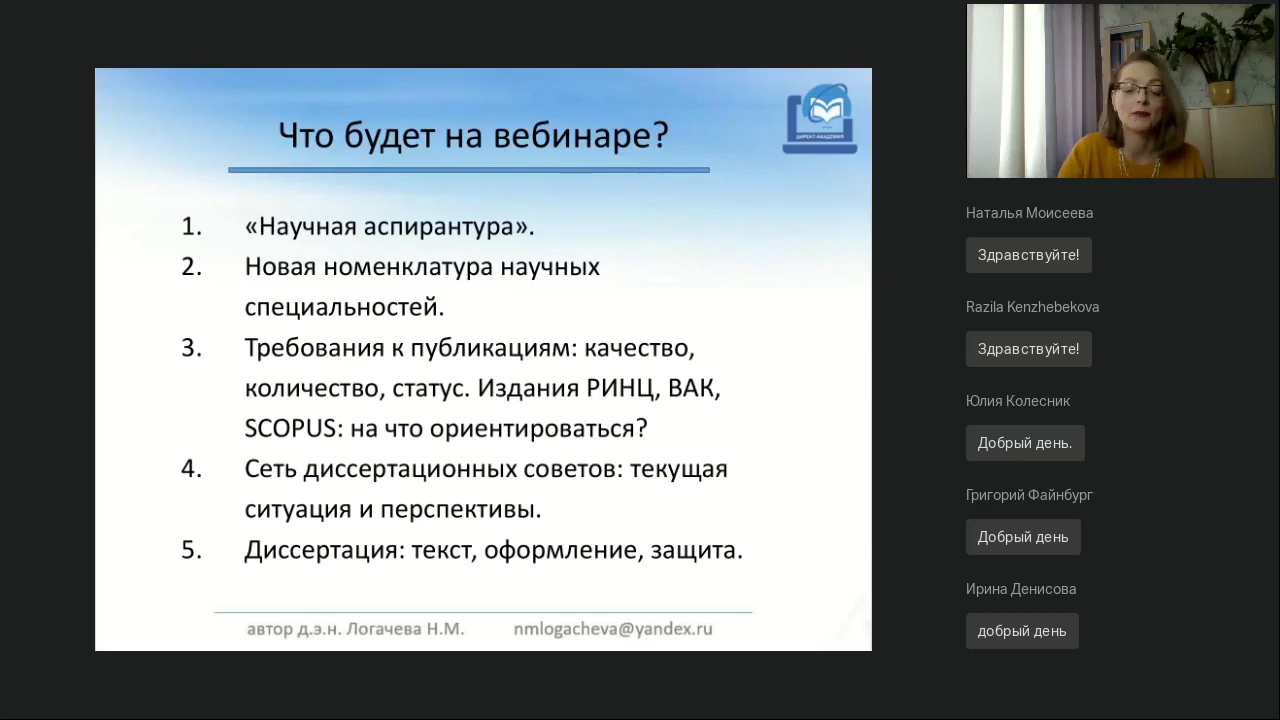 Что будет на вебинаре?
ДИРЕКТ-АКАДЕМИЯ
1. «Научная аспирантура».
2. Новая номенклатура научных
специальностей.
3. Требования к публикациям: качество,
количество, статус. Издания РИНЦ, ВАК,
SCOPUS: на что ориентироваться?
4. Сеть диссертационных советов: текущая
ситуация и перспективы.
5. Диссертация: текст, оформление, защита.
автор д.э.н. Логачева Н.М. nmlogacheva@yandex.ru
Наталья Моисеева
Здравствуйте!
Razila Kenzhebekova
Здравствуйте!
Юлия Колесник
Добрый день.
Григорий Файнбург
Добрый день
Ирина Денисова
добрый день